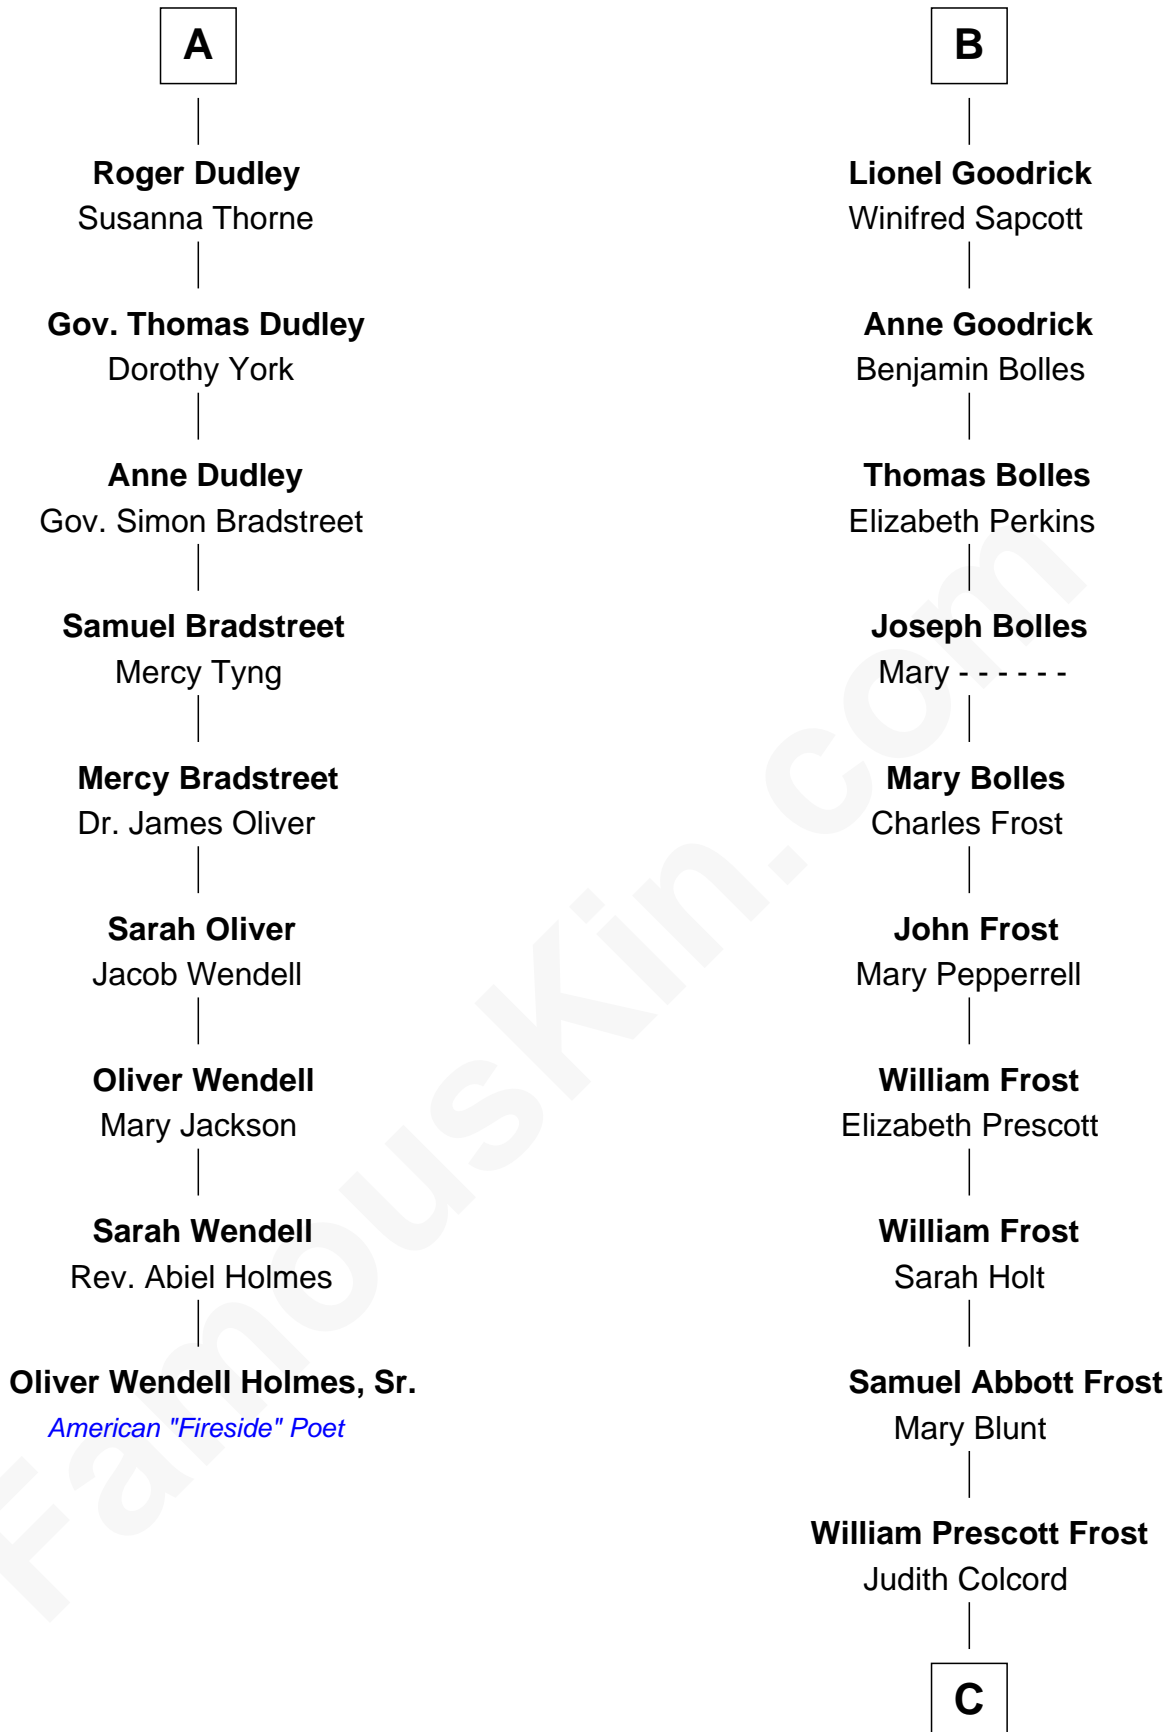 A
Roger Dudley
Susanna Thorne
Gov. Thomas Dudley
Dorothy York
Anne Dudley
Gov. Simon Bradstreet
Samuel Bradstreet
Mercy Tyng
Mercy Bradstreet
Dr. James Oliver
Sarah Oliver
Jacob Wendell
Oliver Wendell
Mary Jackson
Sarah Wendell
Rev. Abiel Holmes
Oliver Wendell Holmes, Sr.
American "Fireside" Poet
B
Lionel Goodrick
Winifred Sapcott
Anne Goodrick
Benjamin Bolles
Thomas Bolles
Elizabeth Perkins
Joseph Bolles
Mary - - - - - -
Mary Bolles
Charles Frost
John Frost
Mary Pepperrell
William Frost
Elizabeth Prescott
William Frost
Sarah Holt
Samuel Abbott Frost
Mary Blunt
William Prescott Frost
Judith Colcord
C
FamousKin.com